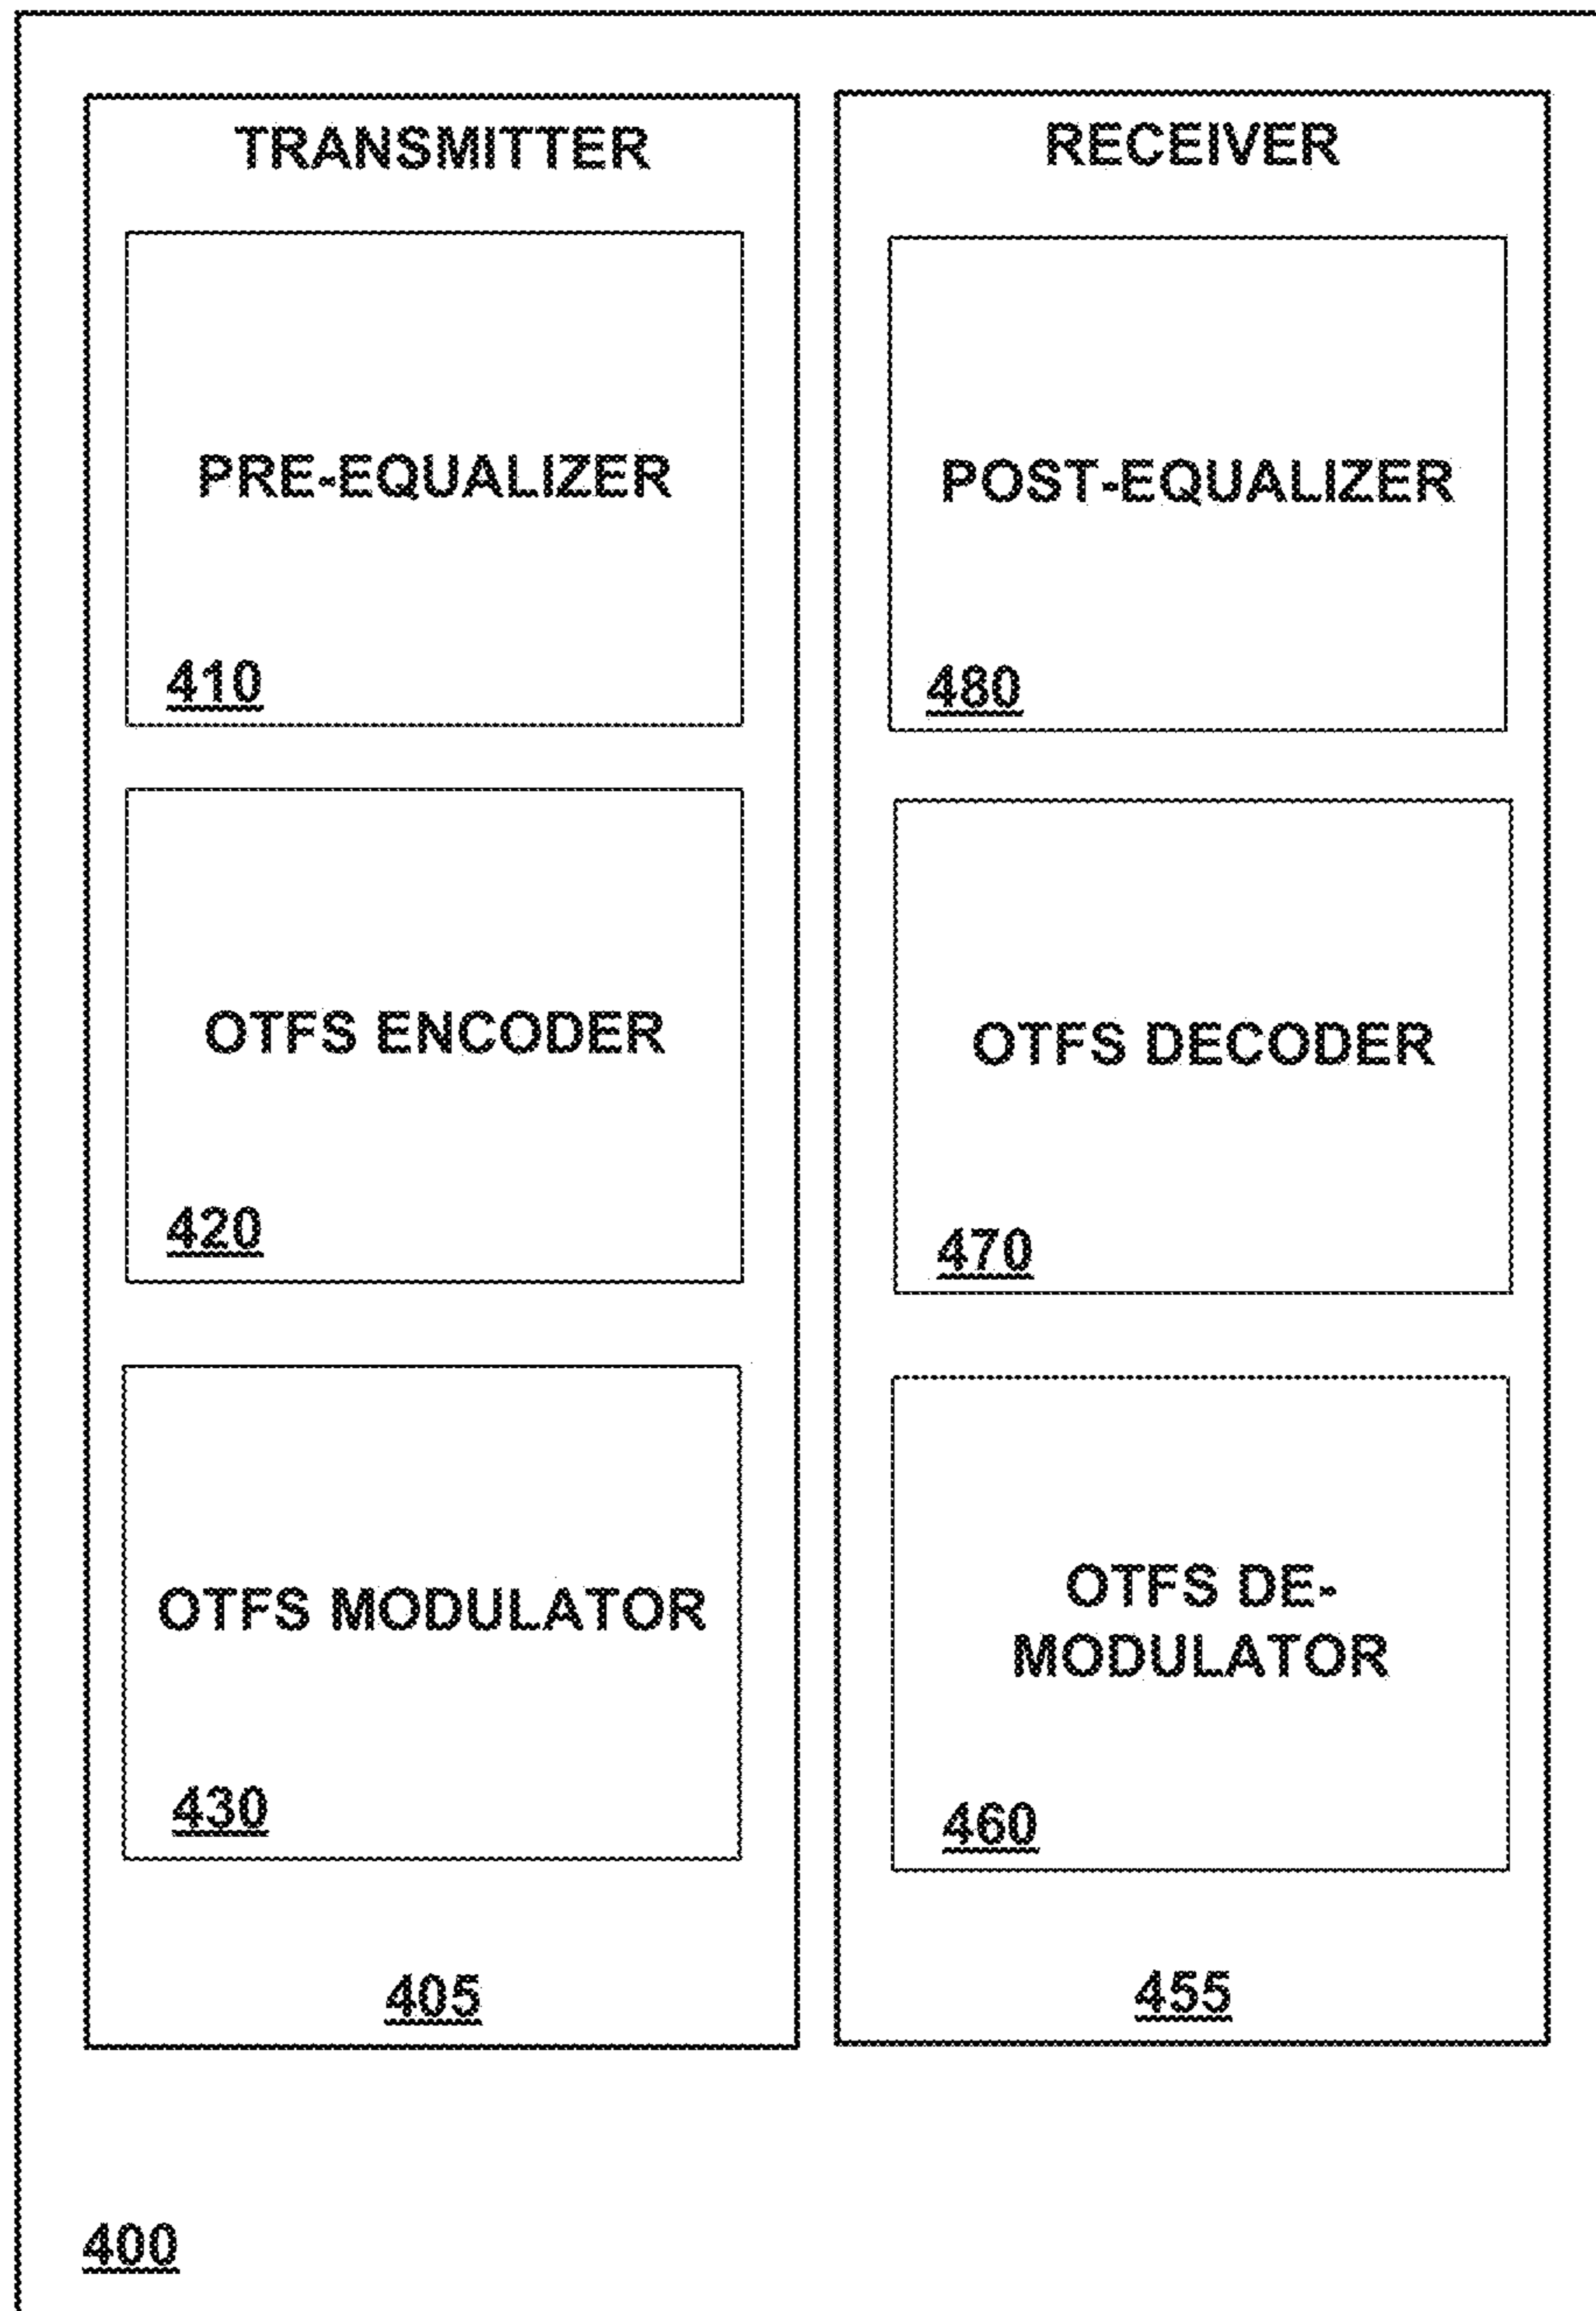 TRANSMITTER
PRE-EQUALIZER
410
OTFS ENCODER
420
OTFS MODULATOR
430
405
RECEIVER
POST-EQUALIZER
480
OTFS DECODER
470
OTFS DE-
MODULATOR
460
455
400